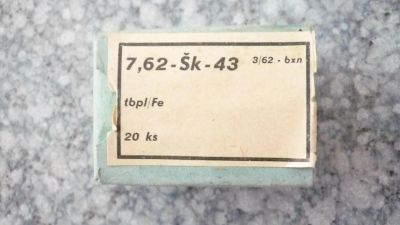 7,62-Šk-43 3/62 - bxn
tbpl/Fe
20 ks